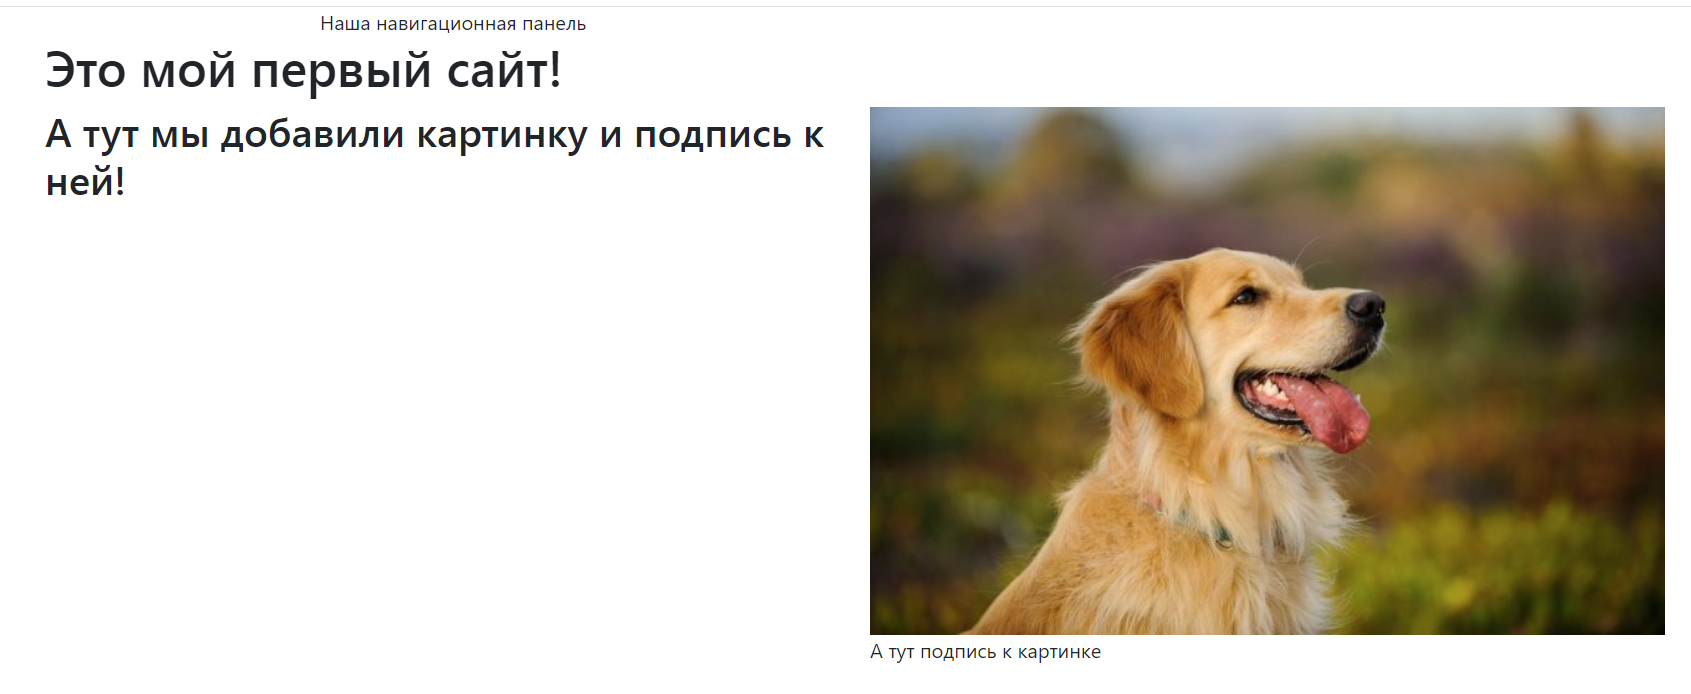 Наша навигационная панель
Это мой первый сайт!
А тут мы добавили картинку и подпись к
ней!
А тут подпись к картинке